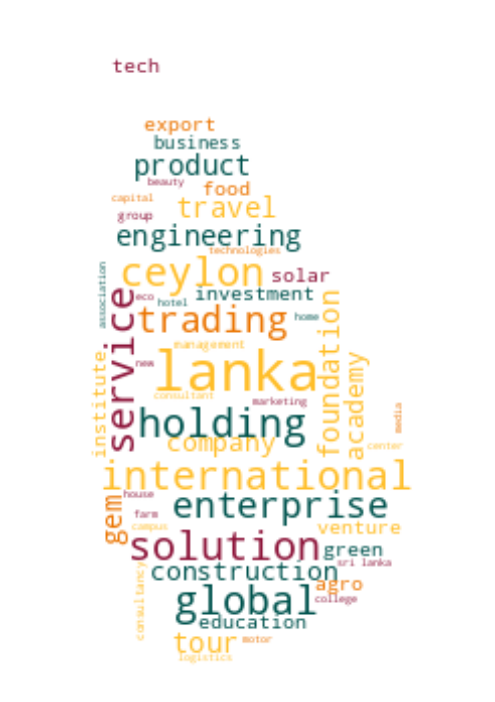 tech
export
business
product
beauty
food
capital
travel
group
engineering
technologies
ceylon
solar
association
eco
investment
hotel
service
trading
home
foundation
management
lanka
institute
new
academy
consultant
marketing
holding
media
company
center
international
house
enterprise
gem
farm
campus
venture
solution
green
sri lanka
construction
consultancy
agro
global
college
education
tour
motor
logistics